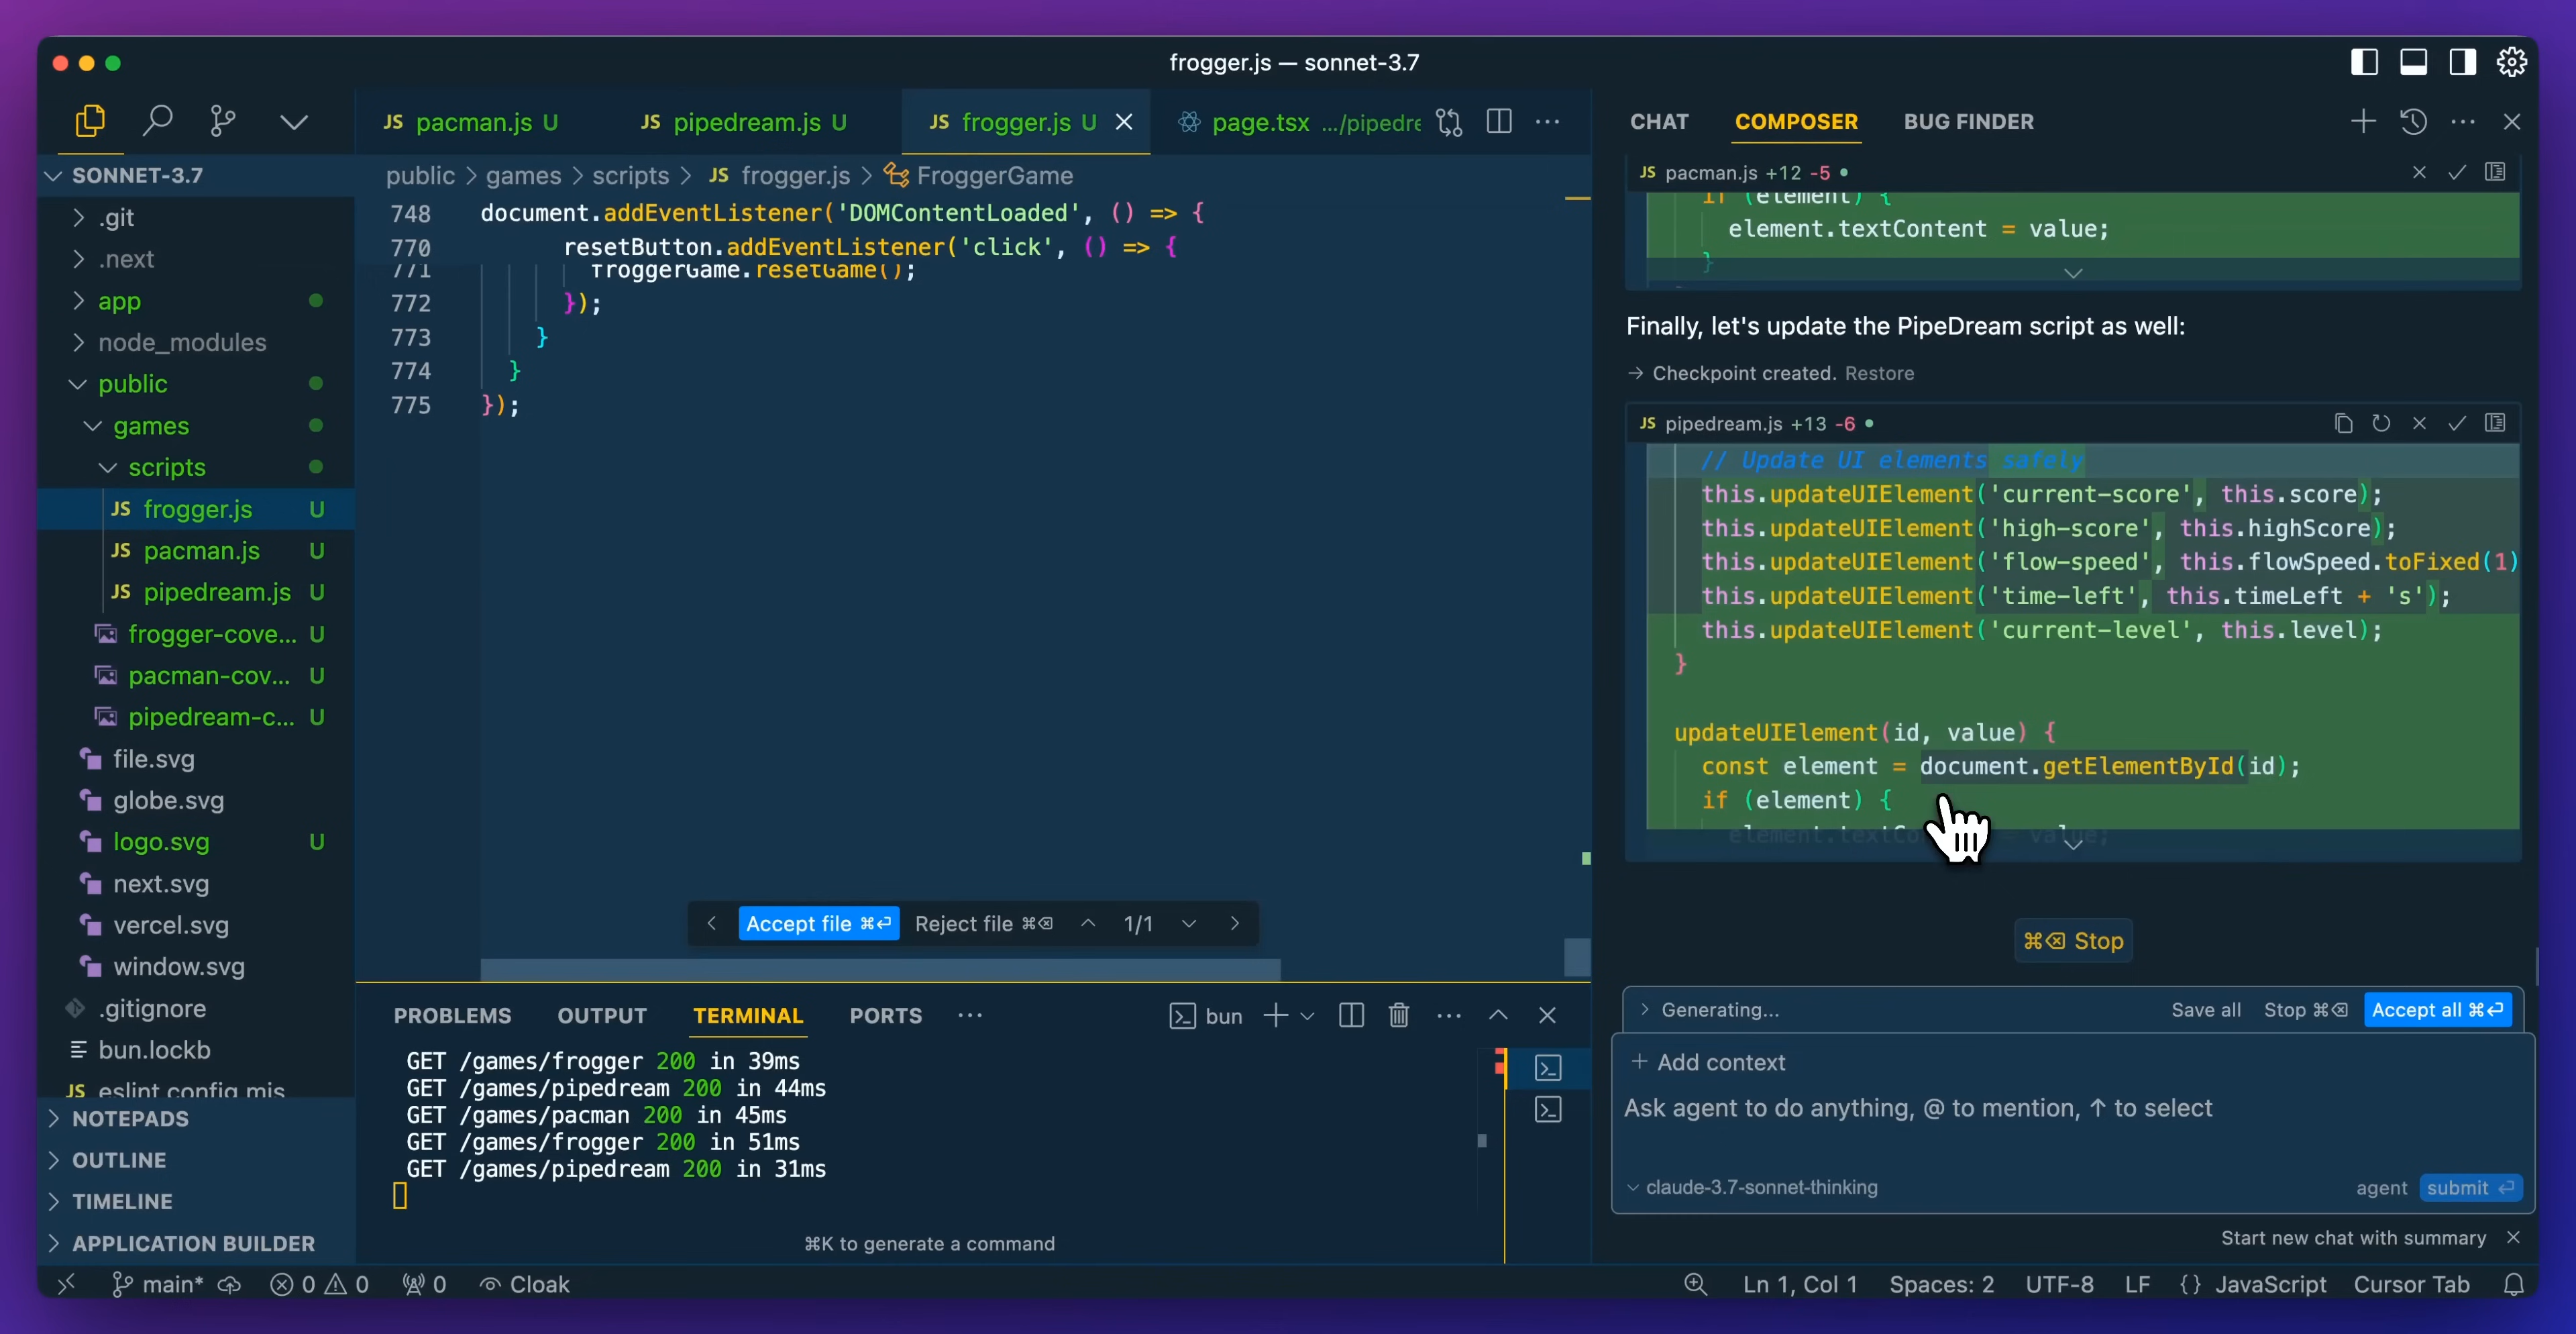 frogger.js — sonnet-3.7
JS pacman.js U
JS pipedream.js U
JS frogger.js U
page.tsx .../pipedre
CHAT
COMPOSER
BUG FINDER
SONNET-3.7
.git
.next
app
node_modules
public
games
scripts
JS frogger.js U
JS pacman.js U
JS pipedream.js U
frogger-cove... U
pacman-cov... U
pipedream-c... U
file.svg
globe.svg
logo.svg U
next.svg
vercel.svg
window.svg
.gitignore
bun.lockb
JS eslint.config.mjs
NOTEPADS
OUTLINE
TIMELINE
APPLICATION BUILDER
public > games > scripts > JS frogger.js > FroggerGame
748 document.addEventListener('DOMContentLoaded', () => {
770 resetButton.addEventListener('click', () => {
771 froggerGame.resetGame();
772 });
773 }
774 }
775 });
Accept file ⌘⏎ Reject file ⌘⌫ 1/1
PROBLEMS OUTPUT TERMINAL PORTS ... bun
GET /games/frogger 200 in 39ms
GET /games/pipedream 200 in 44ms
GET /games/pacman 200 in 45ms
GET /games/frogger 200 in 51ms
GET /games/pipedream 200 in 31ms
⌘K to generate a command
JS pacman.js +12 -5
if (element) {
element.textContent = value;
}
Finally, let's update the PipeDream script as well:
→ Checkpoint created. Restore
JS pipedream.js +13 -6
// Update UI elements safely
this.updateUIElement('current-score', this.score);
this.updateUIElement('high-score', this.highScore);
this.updateUIElement('flow-speed', this.flowSpeed.toFixed(1)
this.updateUIElement('time-left', this.timeLeft + 's');
this.updateUIElement('current-level', this.level);
}
updateUIElement(id, value) {
const element = document.getElementById(id);
if (element) {
⌘⌫ Stop
Generating... Save all Stop ⌘⌫ Accept all ⌘⏎
+ Add context
Ask agent to do anything, @ to mention, ↑ to select
claude-3.7-sonnet-thinking
agent submit ⏎
Start new chat with summary
main* 0 0 0 Cloak
Ln 1, Col 1 Spaces: 2 UTF-8 LF {} JavaScript Cursor Tab